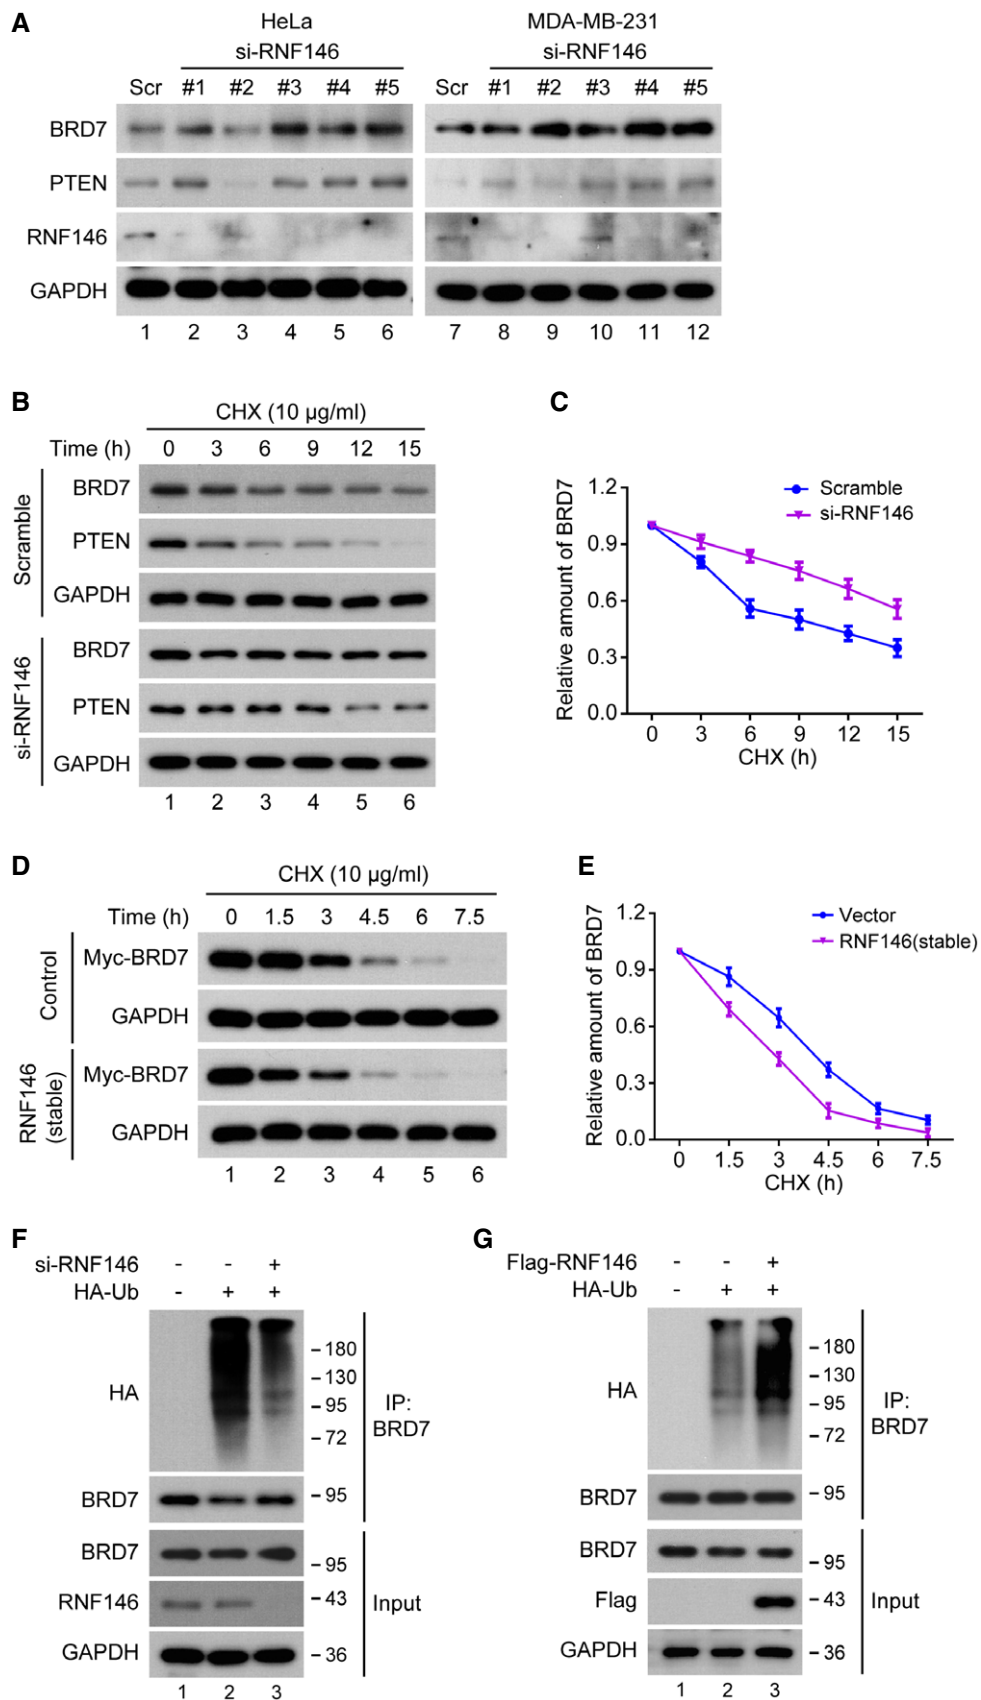 A
HeLa
MDA-MB-231
si-RNF146
si-RNF146
Scr #1 #2 #3 #4 #5
Scr #1 #2 #3 #4 #5
BRD7
PTEN
RNF146
GAPDH
1 2 3 4 5 6
7 8 9 10 11 12
B
CHX (10 µg/ml)
Time (h) 0 3 6 9 12 15
Scramble
BRD7
PTEN
GAPDH
si-RNF146
BRD7
PTEN
GAPDH
1 2 3 4 5 6
C
Relative amount of BRD7
1.2
0.9
0.6
0.3
0.0
Scramble
si-RNF146
0 3 6 9 12 15
CHX (h)
D
CHX (10 µg/ml)
Time (h) 0 1.5 3 4.5 6 7.5
Control
Myc-BRD7
GAPDH
RNF146
(stable)
Myc-BRD7
GAPDH
1 2 3 4 5 6
E
Relative amount of BRD7
1.2
0.9
0.6
0.3
0.0
Vector
RNF146(stable)
0 1.5 3 4.5 6 7.5
CHX (h)
F
si-RNF146 - - +
HA-Ub - + +
HA
- 180
- 130
- 95
- 72
IP:
BRD7
BRD7 - 95
BRD7 - 95
RNF146 - 43
Input
GAPDH - 36
1 2 3
G
Flag-RNF146 - - +
HA-Ub - + +
HA
- 180
- 130
- 95
- 72
IP:
BRD7
BRD7 - 95
BRD7 - 95
Flag - 43
Input
GAPDH - 36
1 2 3